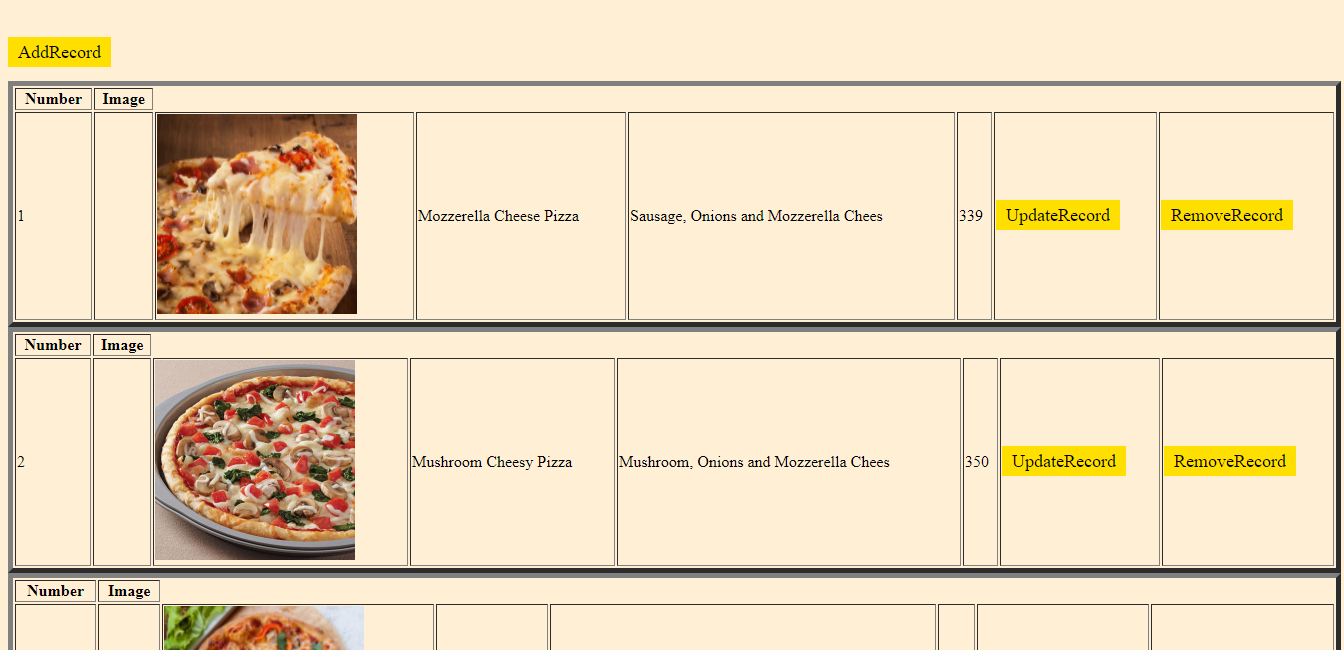 AddRecord
Number Image
1 Mozzerella Cheese Pizza Sausage, Onions and Mozzerella Chees 339 UpdateRecord RemoveRecord
Number Image
2 Mushroom Cheesy Pizza Mushroom, Onions and Mozzerella Chees 350 UpdateRecord RemoveRecord
Number Image